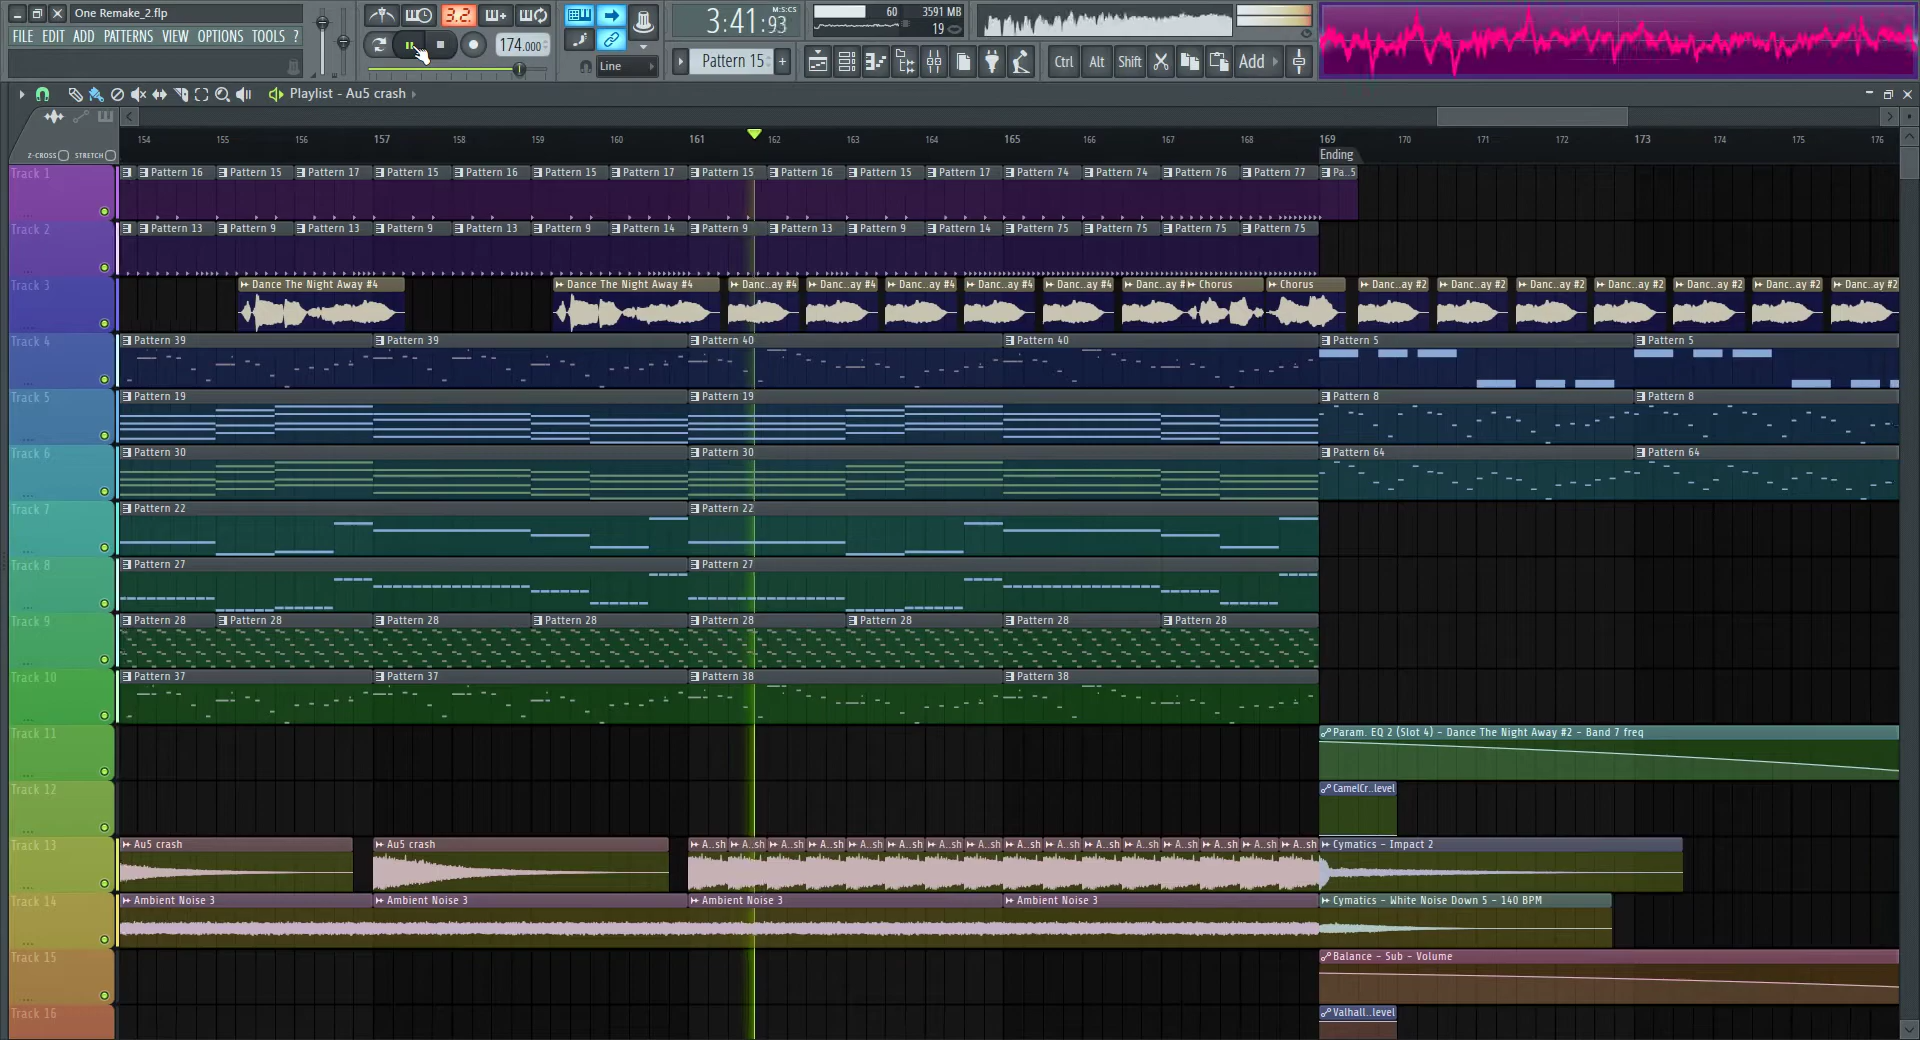 One Remake_2.flp
FILE EDIT ADD PATTERNS VIEW OPTIONS TOOLS ?
3.2.
174.000
Line
3:41:93
M:S:CS
Pattern 15
60
3591 MB
19
Ctrl Alt Shift
Add
Playlist - Au5 crash
Z-CROSS STRETCH
154 155 156 157 158 159 160 161 162 163 164 165 166 167 168 169 170 171 172 173 174 175 176
Ending
Track 1
Pattern 16 Pattern 15 Pattern 17 Pattern 15 Pattern 16 Pattern 15 Pattern 17 Pattern 15 Pattern 16 Pattern 15 Pattern 17 Pattern 74 Pattern 74 Pattern 76 Pattern 77 Pa..5
Track 2
Pattern 13 Pattern 9 Pattern 13 Pattern 9 Pattern 13 Pattern 9 Pattern 14 Pattern 9 Pattern 13 Pattern 9 Pattern 14 Pattern 75 Pattern 75 Pattern 75 Pattern 75
Track 3
Dance The Night Away #4 Dance The Night Away #4 Danc..ay #4 Danc..ay #4 Danc..ay #4 Danc..ay #4 Danc..ay #4 Danc..ay # Chorus Chorus Danc..ay #2 Danc..ay #2 Danc..ay #2 Danc..ay #2 Danc..ay #2 Danc..ay #2 Danc..ay #2
Track 4
Pattern 39 Pattern 39 Pattern 40 Pattern 40 Pattern 5 Pattern 5
Track 5
Pattern 19 Pattern 19 Pattern 8 Pattern 8
Track 6
Pattern 30 Pattern 30 Pattern 64 Pattern 64
Track 7
Pattern 22 Pattern 22
Track 8
Pattern 27 Pattern 27
Track 9
Pattern 28 Pattern 28 Pattern 28 Pattern 28 Pattern 28 Pattern 28 Pattern 28 Pattern 28
Track 10
Pattern 37 Pattern 37 Pattern 38 Pattern 38
Track 11
Param. EQ 2 (Slot 4) - Dance The Night Away #2 - Band 7 freq
Track 12
CamelCr..level
Track 13
Au5 crash Au5 crash A..sh A..sh A..sh A..sh A..sh A..sh A..sh A..sh A..sh A..sh A..sh A..sh A..sh A..sh A..sh A..sh Cymatics - Impact 2
Track 14
Ambient Noise 3 Ambient Noise 3 Ambient Noise 3 Ambient Noise 3 Cymatics - White Noise Down 5 - 140 BPM
Track 15
Balance - Sub - Volume
Track 16
Valhall..level